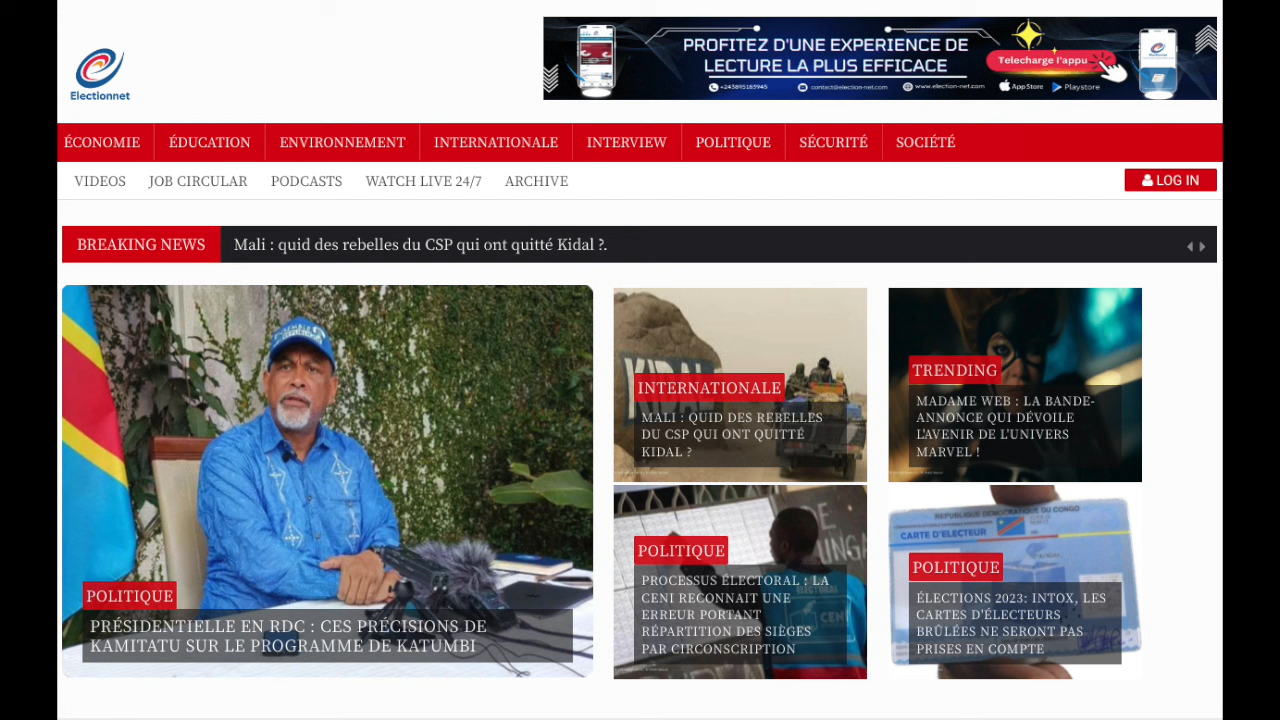 PROFITEZ D'UNE EXPERIENCE DE
LECTURE LA PLUS EFFICACE
Telecharge l'appu
+243895165945 contact@election-net.com www.election-net.com App Store Playstore
Electionnet
ÉCONOMIE ÉDUCATION ENVIRONNEMENT INTERNATIONALE INTERVIEW POLITIQUE SÉCURITÉ SOCIÉTÉ
VIDEOS JOB CIRCULAR PODCASTS WATCH LIVE 24/7 ARCHIVE LOG IN
BREAKING NEWS Mali : quid des rebelles du CSP qui ont quitté Kidal ?.
POLITIQUE
PRÉSIDENTIELLE EN RDC : CES PRÉCISIONS DE
KAMITATU SUR LE PROGRAMME DE KATUMBI
INTERNATIONALE
MALI : QUID DES REBELLES
DU CSP QUI ONT QUITTÉ
KIDAL ?
TRENDING
MADAME WEB : LA BANDE-
ANNONCE QUI DÉVOILE
L'AVENIR DE L'UNIVERS
MARVEL !
POLITIQUE
PROCESSUS ÉLECTORAL : LA
CENI RECONNAIT UNE
ERREUR PORTANT
RÉPARTITION DES SIÈGES
PAR CIRCONSCRIPTION
REPUBLIQUE DEMOCRATIQUE DU CONGO
CARTE D'ELECTEUR
POLITIQUE
ÉLECTIONS 2023: INTOX, LES
CARTES D'ÉLECTEURS
BRÛLÉES NE SERONT PAS
PRISES EN COMPTE